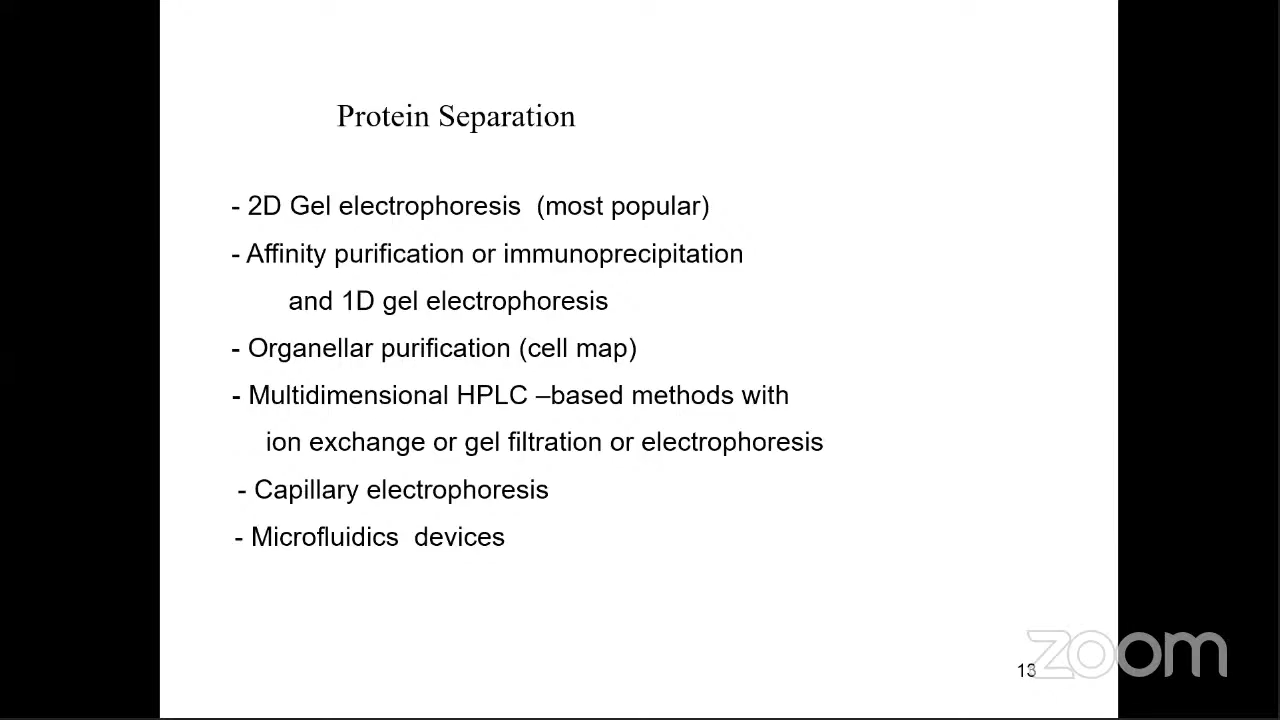 Protein Separation
- 2D Gel electrophoresis  (most popular)
- Affinity purification or immunoprecipitation
and 1D gel electrophoresis
- Organellar purification (cell map)
- Multidimensional HPLC –based methods with
ion exchange or gel filtration or electrophoresis
- Capillary electrophoresis
- Microfluidics  devices
13
zoom